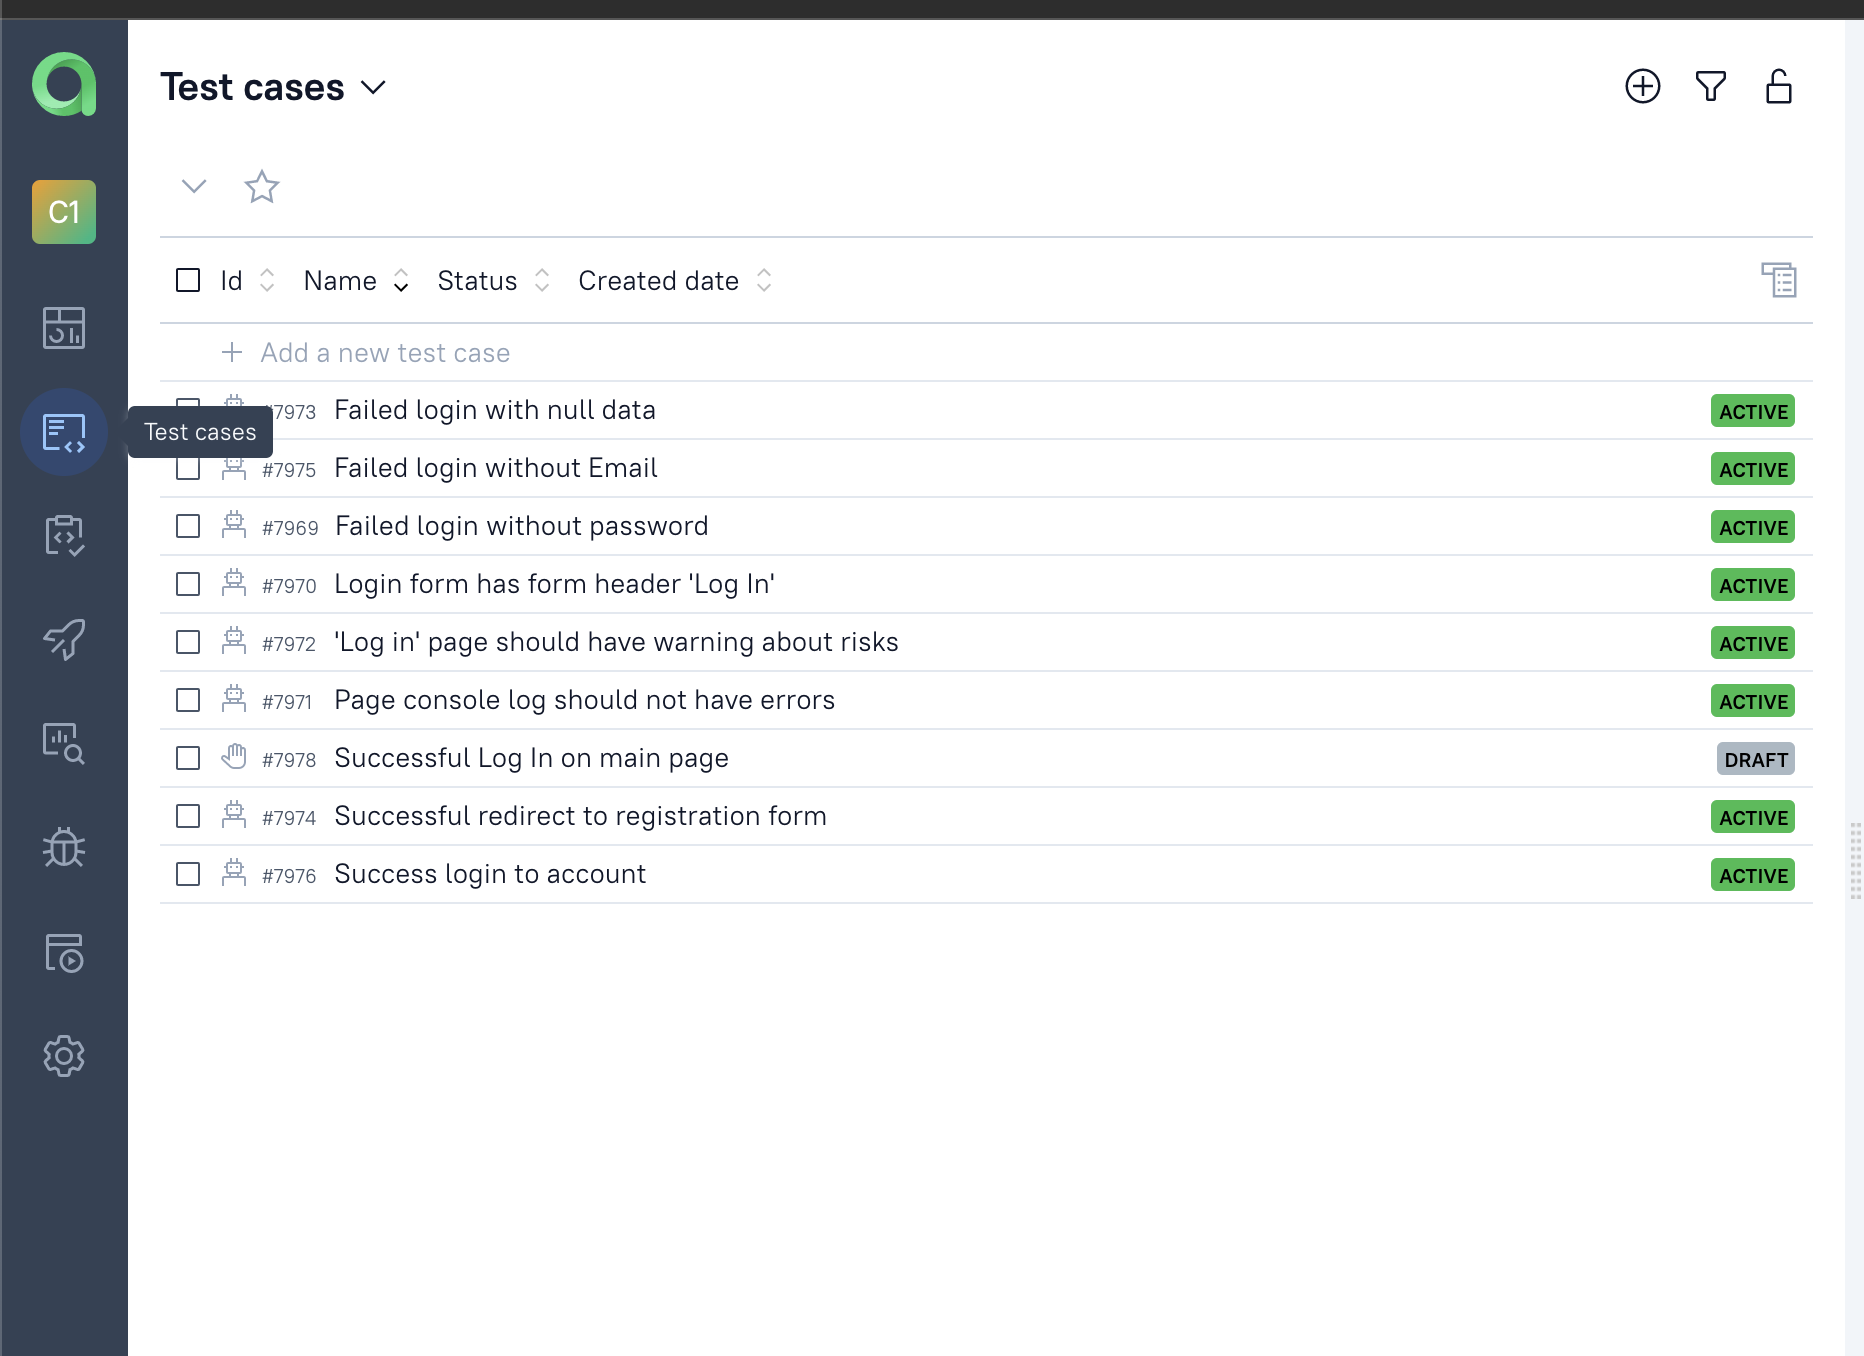 Test cases
C1
Id Name Status Created date
Add a new test case
#7973 Failed login with null data ACTIVE
Test cases
#7975 Failed login without Email ACTIVE
#7969 Failed login without password ACTIVE
#7970 Login form has form header 'Log In' ACTIVE
#7972 'Log in' page should have warning about risks ACTIVE
#7971 Page console log should not have errors ACTIVE
#7978 Successful Log In on main page DRAFT
#7974 Successful redirect to registration form ACTIVE
#7976 Success login to account ACTIVE